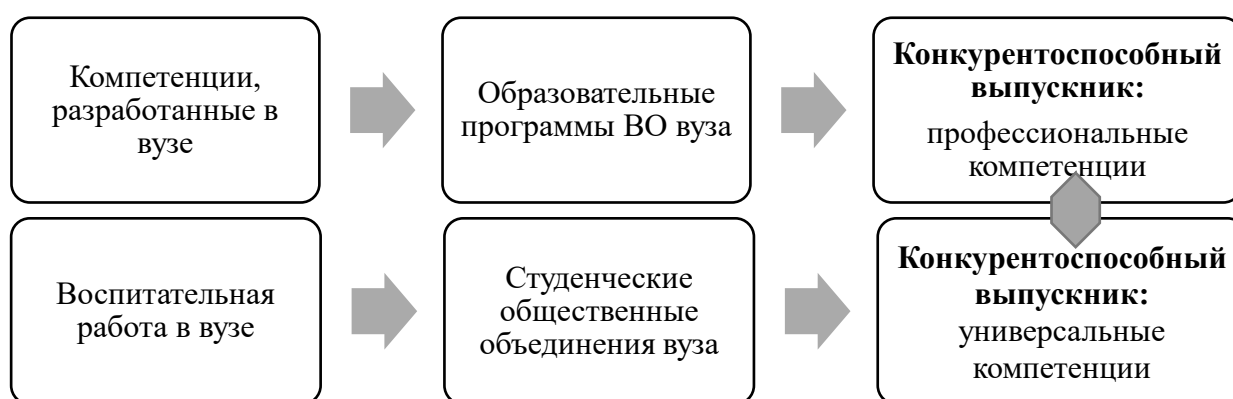 Компетенции,
разработанные в
вузе
Образовательные
программы ВО вуза
Конкурентоспособный
выпускник:
профессиональные
компетенции
Воспитательная
работа в вузе
Студенческие
общественные
объединения вуза
Конкурентоспособный
выпускник:
универсальные
компетенции